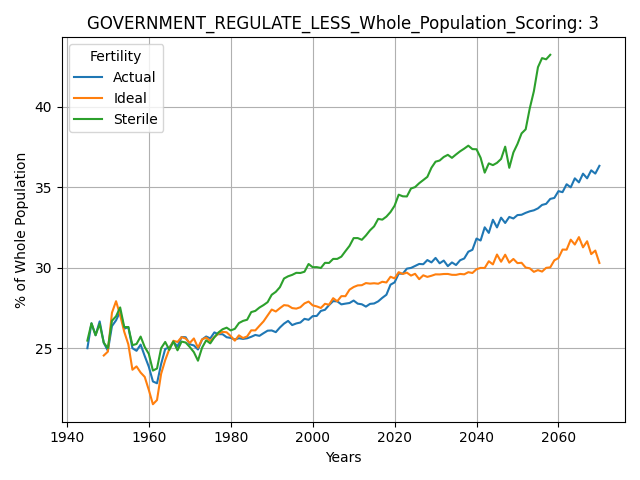 GOVERNMENT_REGULATE_LESS_Whole_Population_Scoring: 3
Fertility
Actual
Ideal
Sterile
% of Whole Population
40
35
30
25
1940
1960
1980
2000
2020
2040
2060
Years